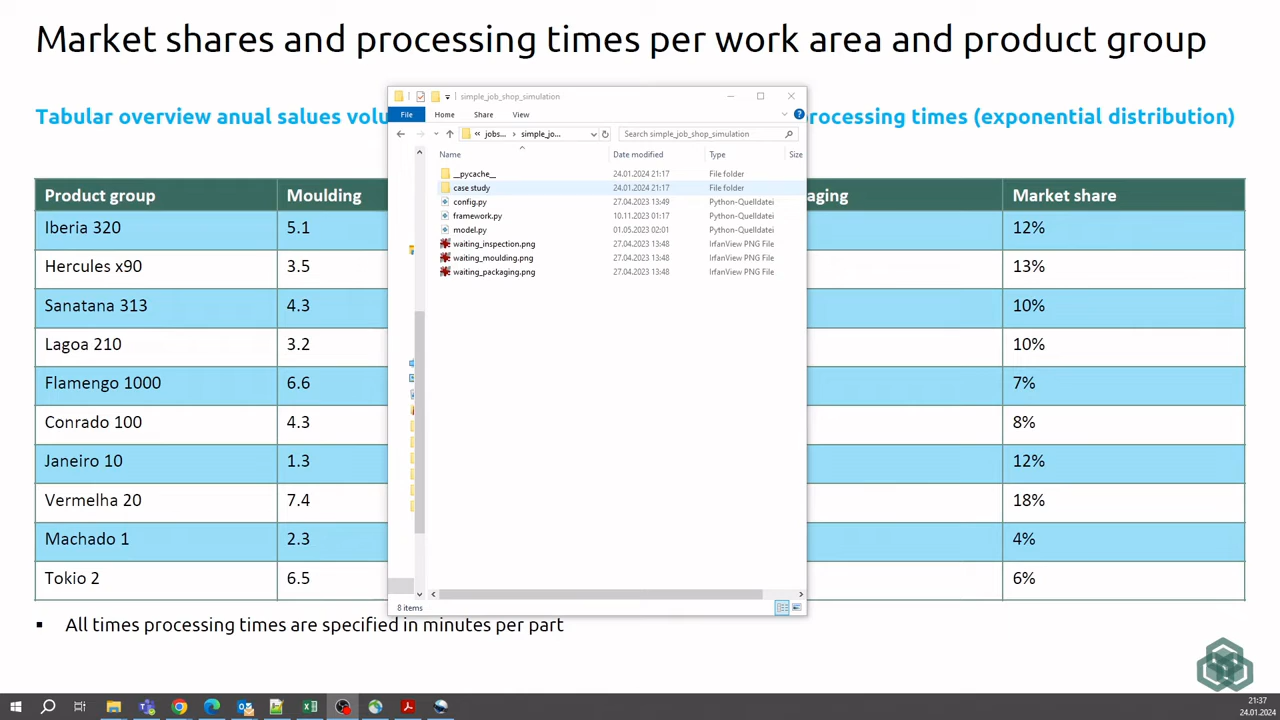 Market shares and processing times per work area and product group
Tabular overview anual salues volu
rocessing times (exponential distribution)
simple_job_shop_simulation
File Home Share View
jobs... simple_jo... Search simple_job_shop_simulation
Name Date modified Type Size
__pycache__ 24.01.2024 21:17 File folder
case study 24.01.2024 21:17 File folder
config.py 27.04.2023 13:49 Python-Quelldatei
framework.py 10.11.2023 01:17 Python-Quelldatei
model.py 01.05.2023 02:01 Python-Quelldatei
waiting_inspection.png 27.04.2023 13:48 IrfanView PNG File
waiting_moulding.png 27.04.2023 13:48 IrfanView PNG File
waiting_packaging.png 27.04.2023 13:48 IrfanView PNG File
8 items
Product group Moulding aging Market share
Iberia 320 5.1 12%
Hercules x90 3.5 13%
Sanatana 313 4.3 10%
Lagoa 210 3.2 10%
Flamengo 1000 6.6 7%
Conrado 100 4.3 8%
Janeiro 10 1.3 12%
Vermelha 20 7.4 18%
Machado 1 2.3 4%
Tokio 2 6.5 6%
▪ All times processing times are specified in minutes per part
21:37
24.01.2024